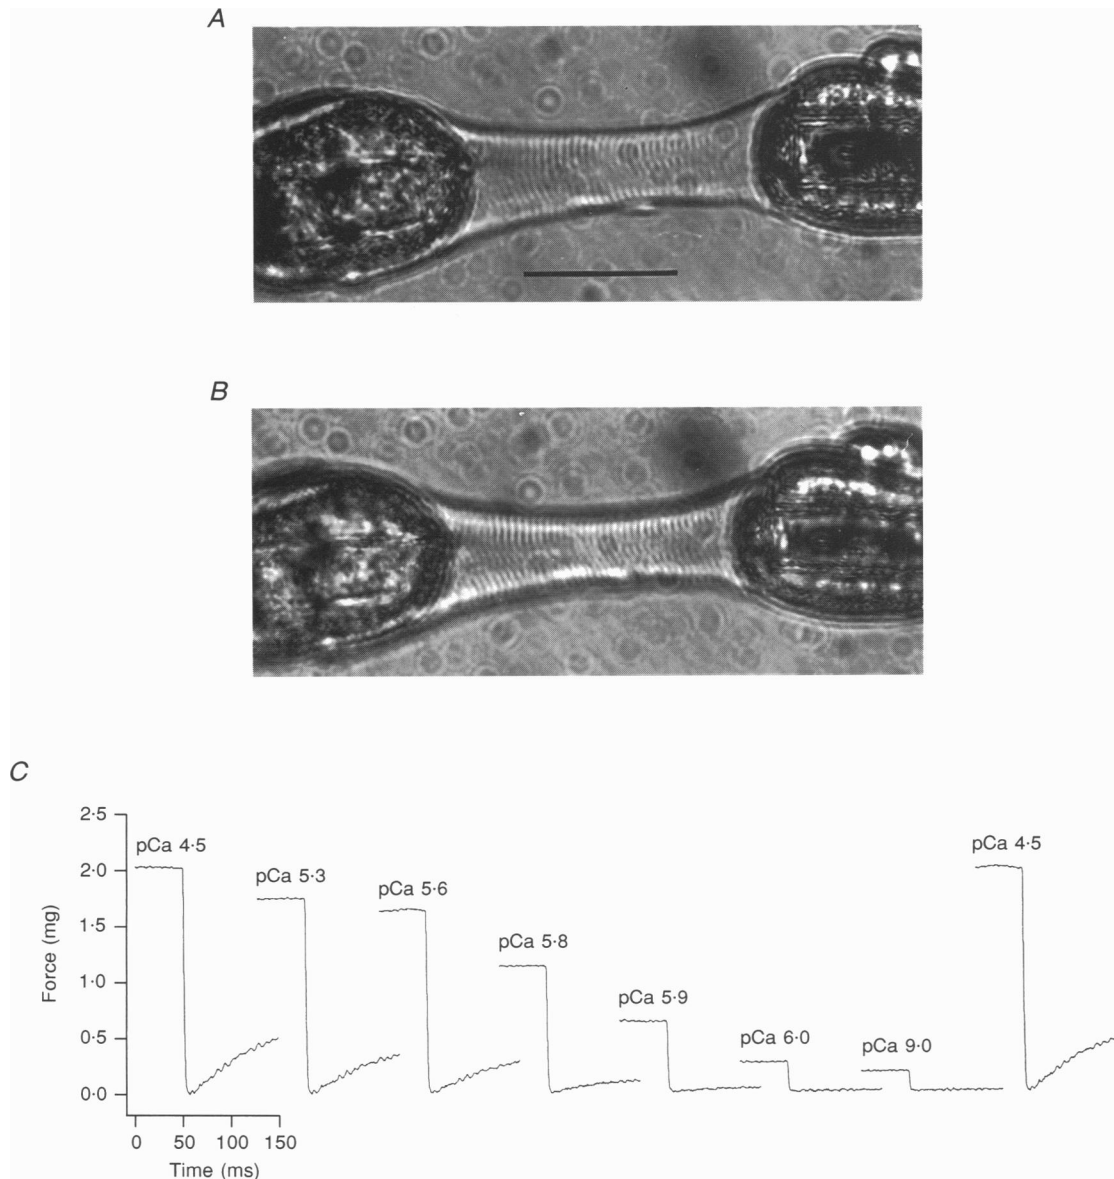 A
B
C
2·5
2·0
1·5
1·0
0·5
0·0
Force (mg)
pCa 4·5
pCa 5·3
pCa 5·6
pCa 5·8
pCa 5·9
pCa 6·0
pCa 9·0
pCa 4·5
0 50 100 150
Time (ms)